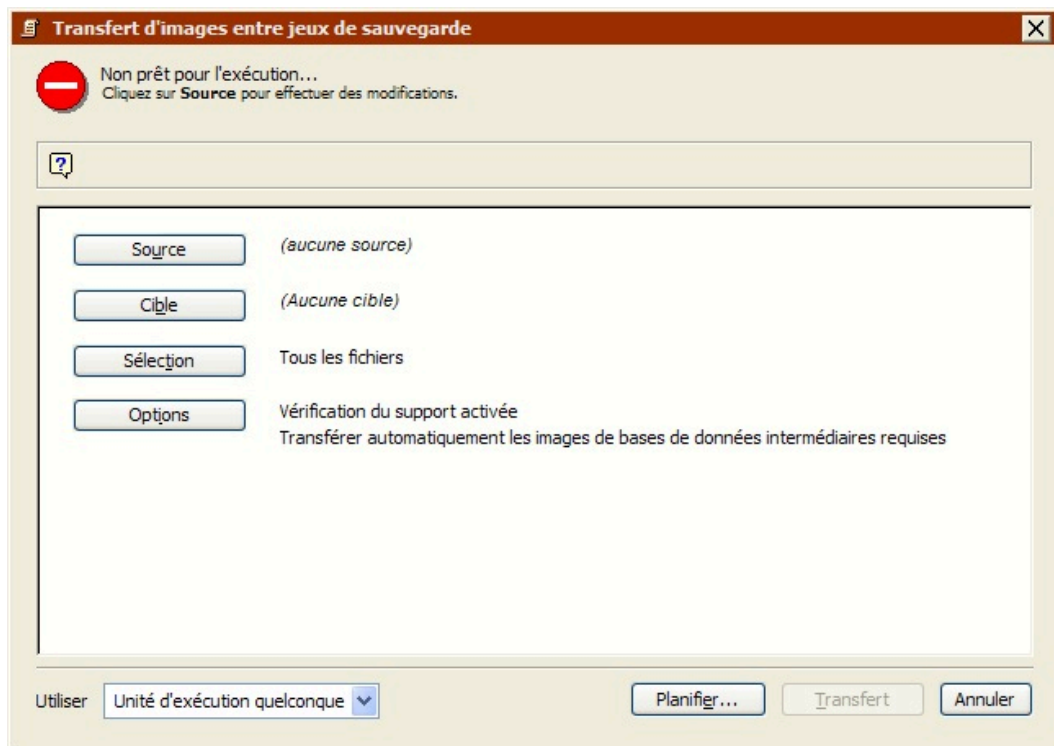 Transfert d'images entre jeux de sauvegarde
Non prêt pour l'exécution...
Cliquez sur Source pour effectuer des modifications.
Source (aucune source)
Cible (Aucune cible)
Sélection Tous les fichiers
Options Vérification du support activée
Transférer automatiquement les images de bases de données intermédiaires requises
Utiliser Unité d'exécution quelconque Planifier... Transfert Annuler